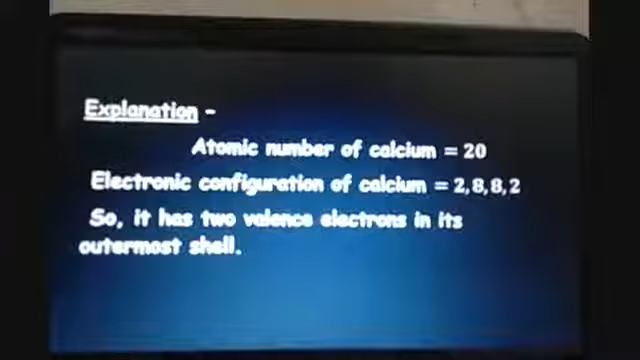 Explanation -
Atomic number of calcium = 20
Electronic configuration of calcium = 2,8,8,2
So, it has two valence electrons in its
outermost shell.